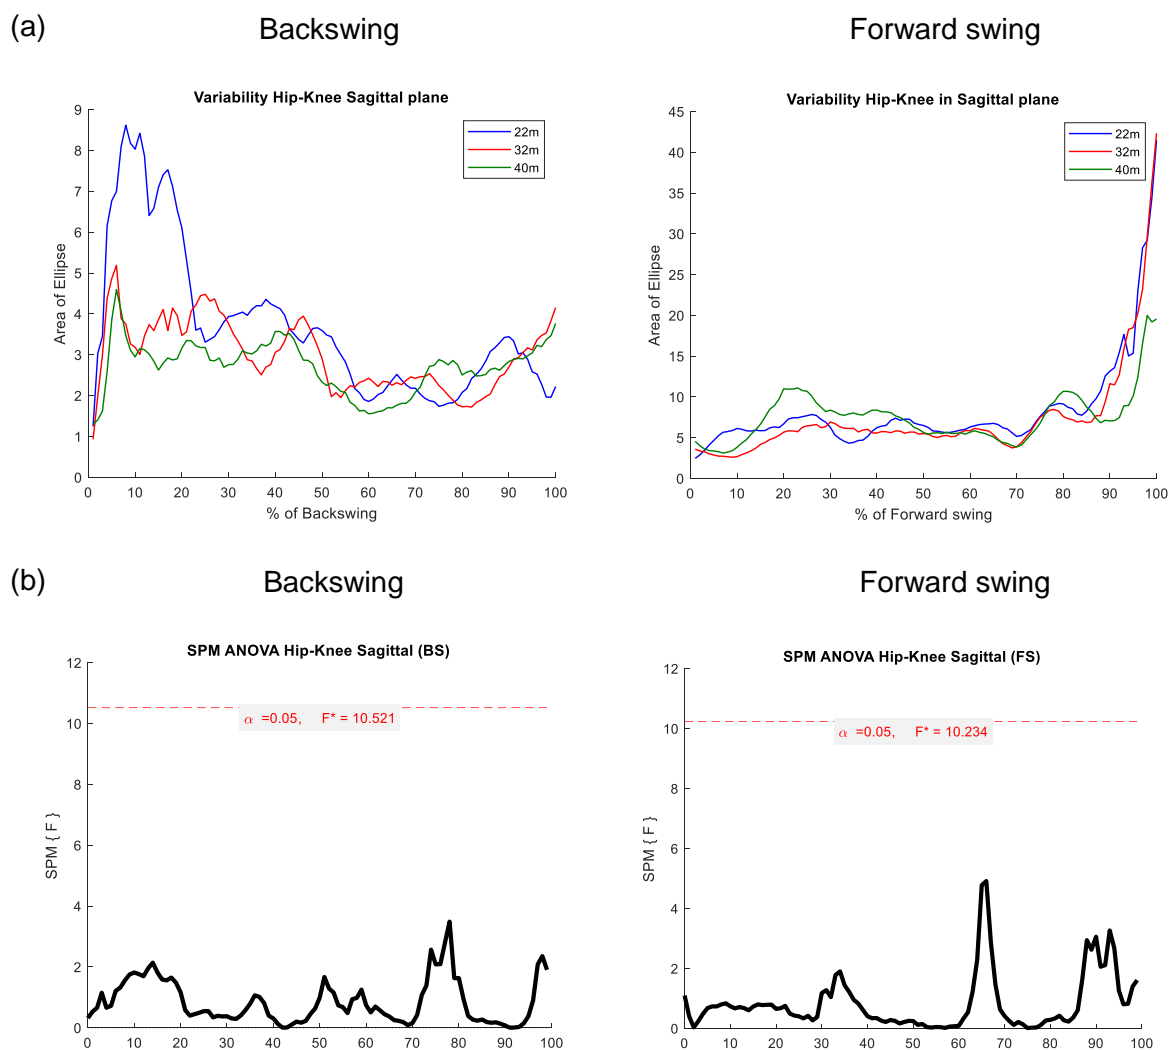 (a)
Backswing
Forward swing
Variability Hip-Knee Sagittal plane
9
8
7
6
5
4
3
2
1
0
Area of Ellipse
22m
32m
40m
0 10 20 30 40 50 60 70 80 90 100
% of Backswing
Variability Hip-Knee in Sagittal plane
45
40
35
30
25
20
15
10
5
0
Area of Ellipse
22m
32m
40m
0 10 20 30 40 50 60 70 80 90 100
% of Forward swing
(b)
Backswing
Forward swing
SPM ANOVA Hip-Knee Sagittal (BS)
12
10
8
6
4
2
0
SPM { F }
α =0.05, F* = 10.521
0 10 20 30 40 50 60 70 80 90 100
SPM ANOVA Hip-Knee Sagittal (FS)
12
10
8
6
4
2
0
SPM { F }
α =0.05, F* = 10.234
0 10 20 30 40 50 60 70 80 90 100